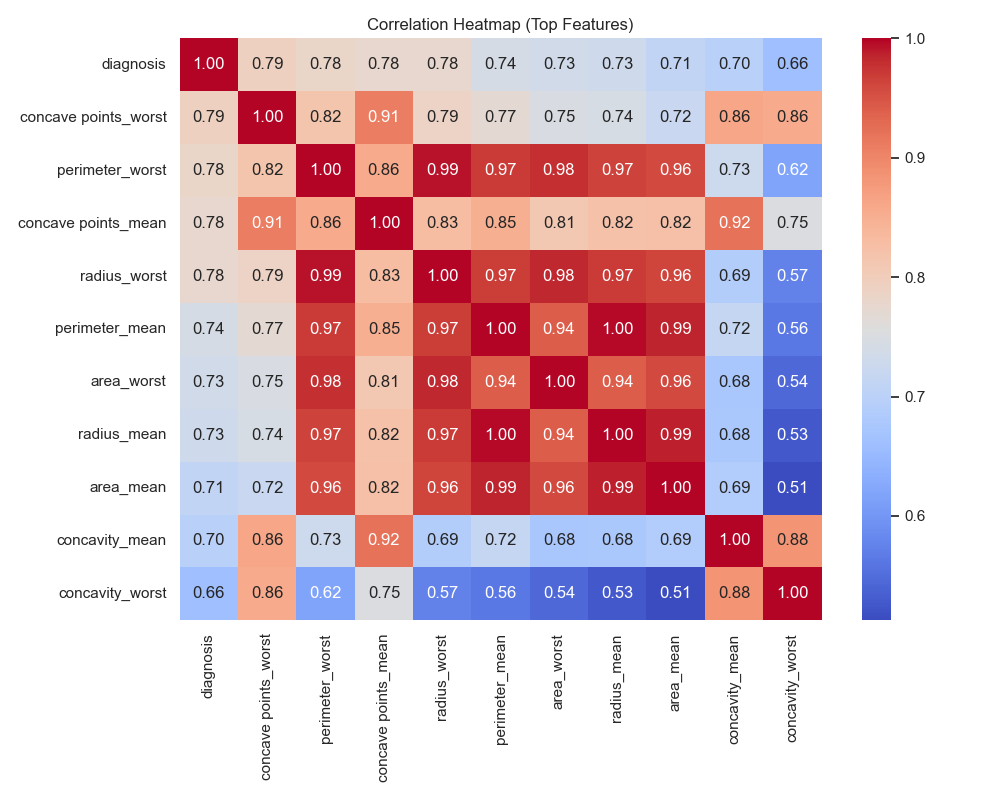 Correlation Heatmap (Top Features)
diagnosis 1.00 0.79 0.78 0.78 0.78 0.74 0.73 0.73 0.71 0.70 0.66
concave points_worst 0.79 1.00 0.82 0.91 0.79 0.77 0.75 0.74 0.72 0.86 0.86
perimeter_worst 0.78 0.82 1.00 0.86 0.99 0.97 0.98 0.97 0.96 0.73 0.62
concave points_mean 0.78 0.91 0.86 1.00 0.83 0.85 0.81 0.82 0.82 0.92 0.75
radius_worst 0.78 0.79 0.99 0.83 1.00 0.97 0.98 0.97 0.96 0.69 0.57
perimeter_mean 0.74 0.77 0.97 0.85 0.97 1.00 0.94 1.00 0.99 0.72 0.56
area_worst 0.73 0.75 0.98 0.81 0.98 0.94 1.00 0.94 0.96 0.68 0.54
radius_mean 0.73 0.74 0.97 0.82 0.97 1.00 0.94 1.00 0.99 0.68 0.53
area_mean 0.71 0.72 0.96 0.82 0.96 0.99 0.96 0.99 1.00 0.69 0.51
concavity_mean 0.70 0.86 0.73 0.92 0.69 0.72 0.68 0.68 0.69 1.00 0.88
concavity_worst 0.66 0.86 0.62 0.75 0.57 0.56 0.54 0.53 0.51 0.88 1.00
diagnosis
concave points_worst
perimeter_worst
concave points_mean
radius_worst
perimeter_mean
area_worst
radius_mean
area_mean
concavity_mean
concavity_worst
1.0
0.9
0.8
0.7
0.6